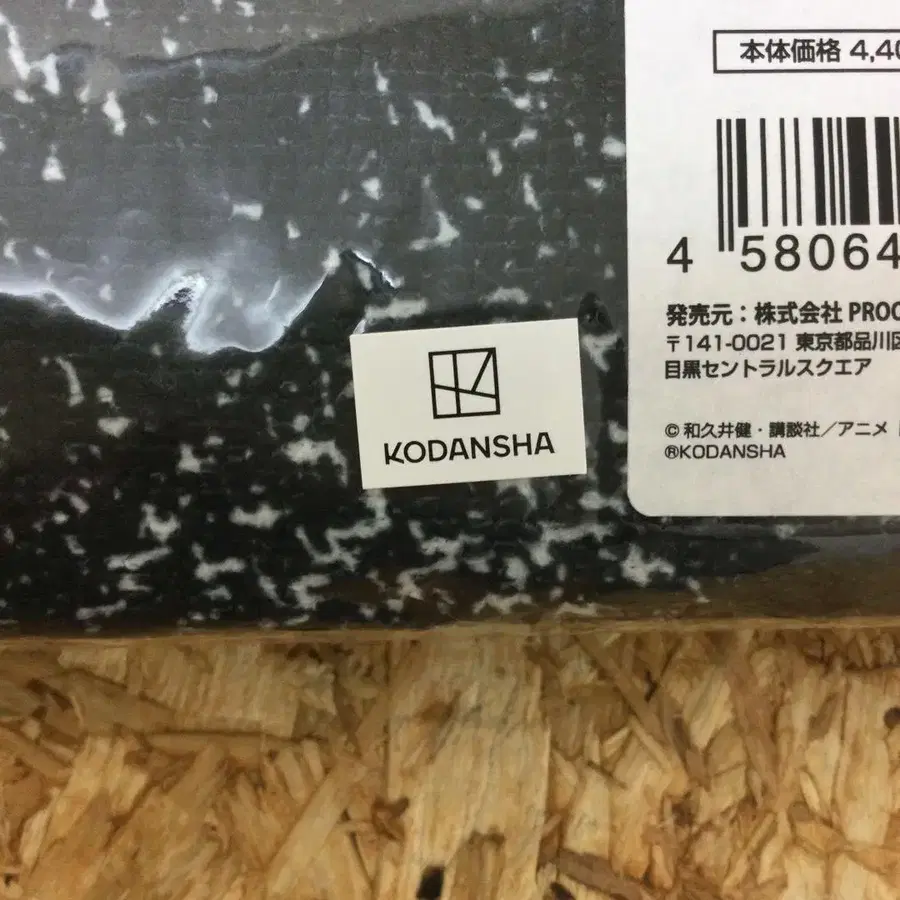 本体価格 4,40
4 58064
発売元：株式会社 PROO
〒141-0021 東京都品川区
目黒セントラルスクエア
©和久井健・講談社／アニメ
®KODANSHA
KODANSHA